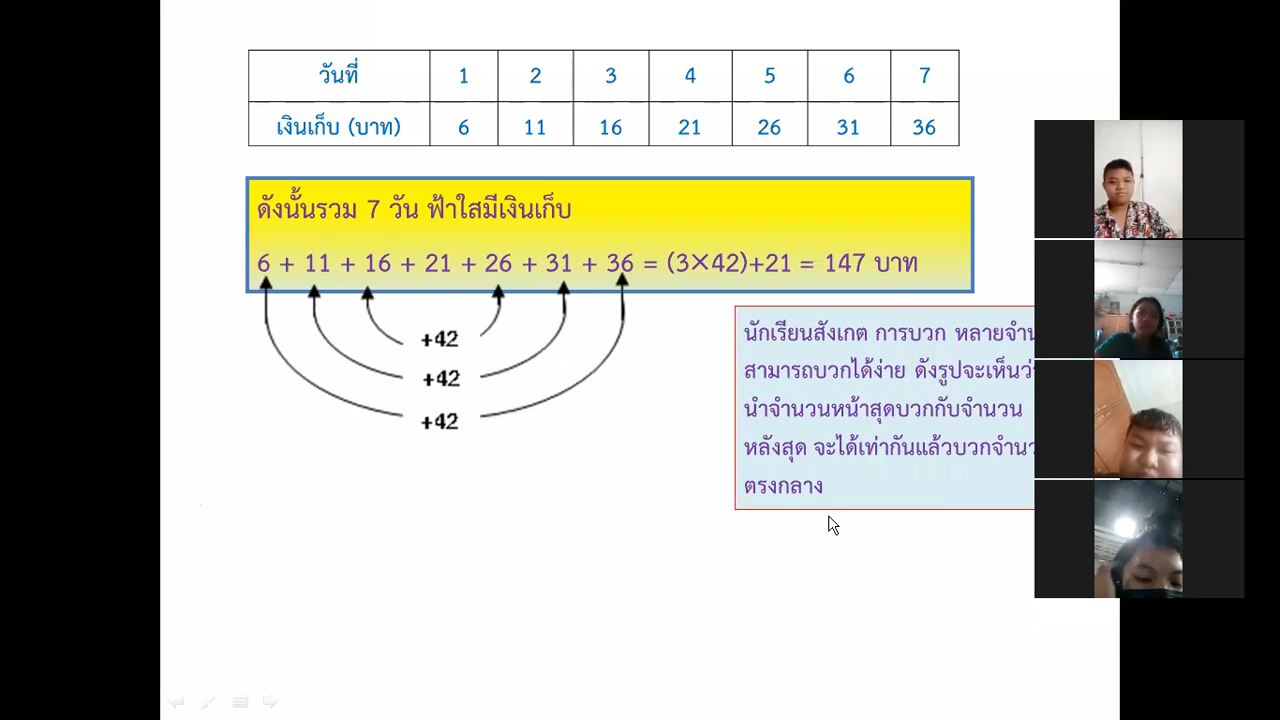 วันที่ 1 2 3 4 5 6 7
เงินเก็บ (บาท) 6 11 16 21 26 31 36
ดังนั้นรวม 7 วัน ฟ้าใสมีเงินเก็บ
6 + 11 + 16 + 21 + 26 + 31 + 36 = (3×42)+21 = 147 บาท
+42
+42
+42
นักเรียนสังเกต การบวก
สามารถบวกได้ง่าย ดังรูปจะเห็นว่า
นำจำนวนหน้าสุดบวกกับจำนวน
หลังสุด จะได้เท่ากันแล้วบวกจำนว
ตรงกลาง